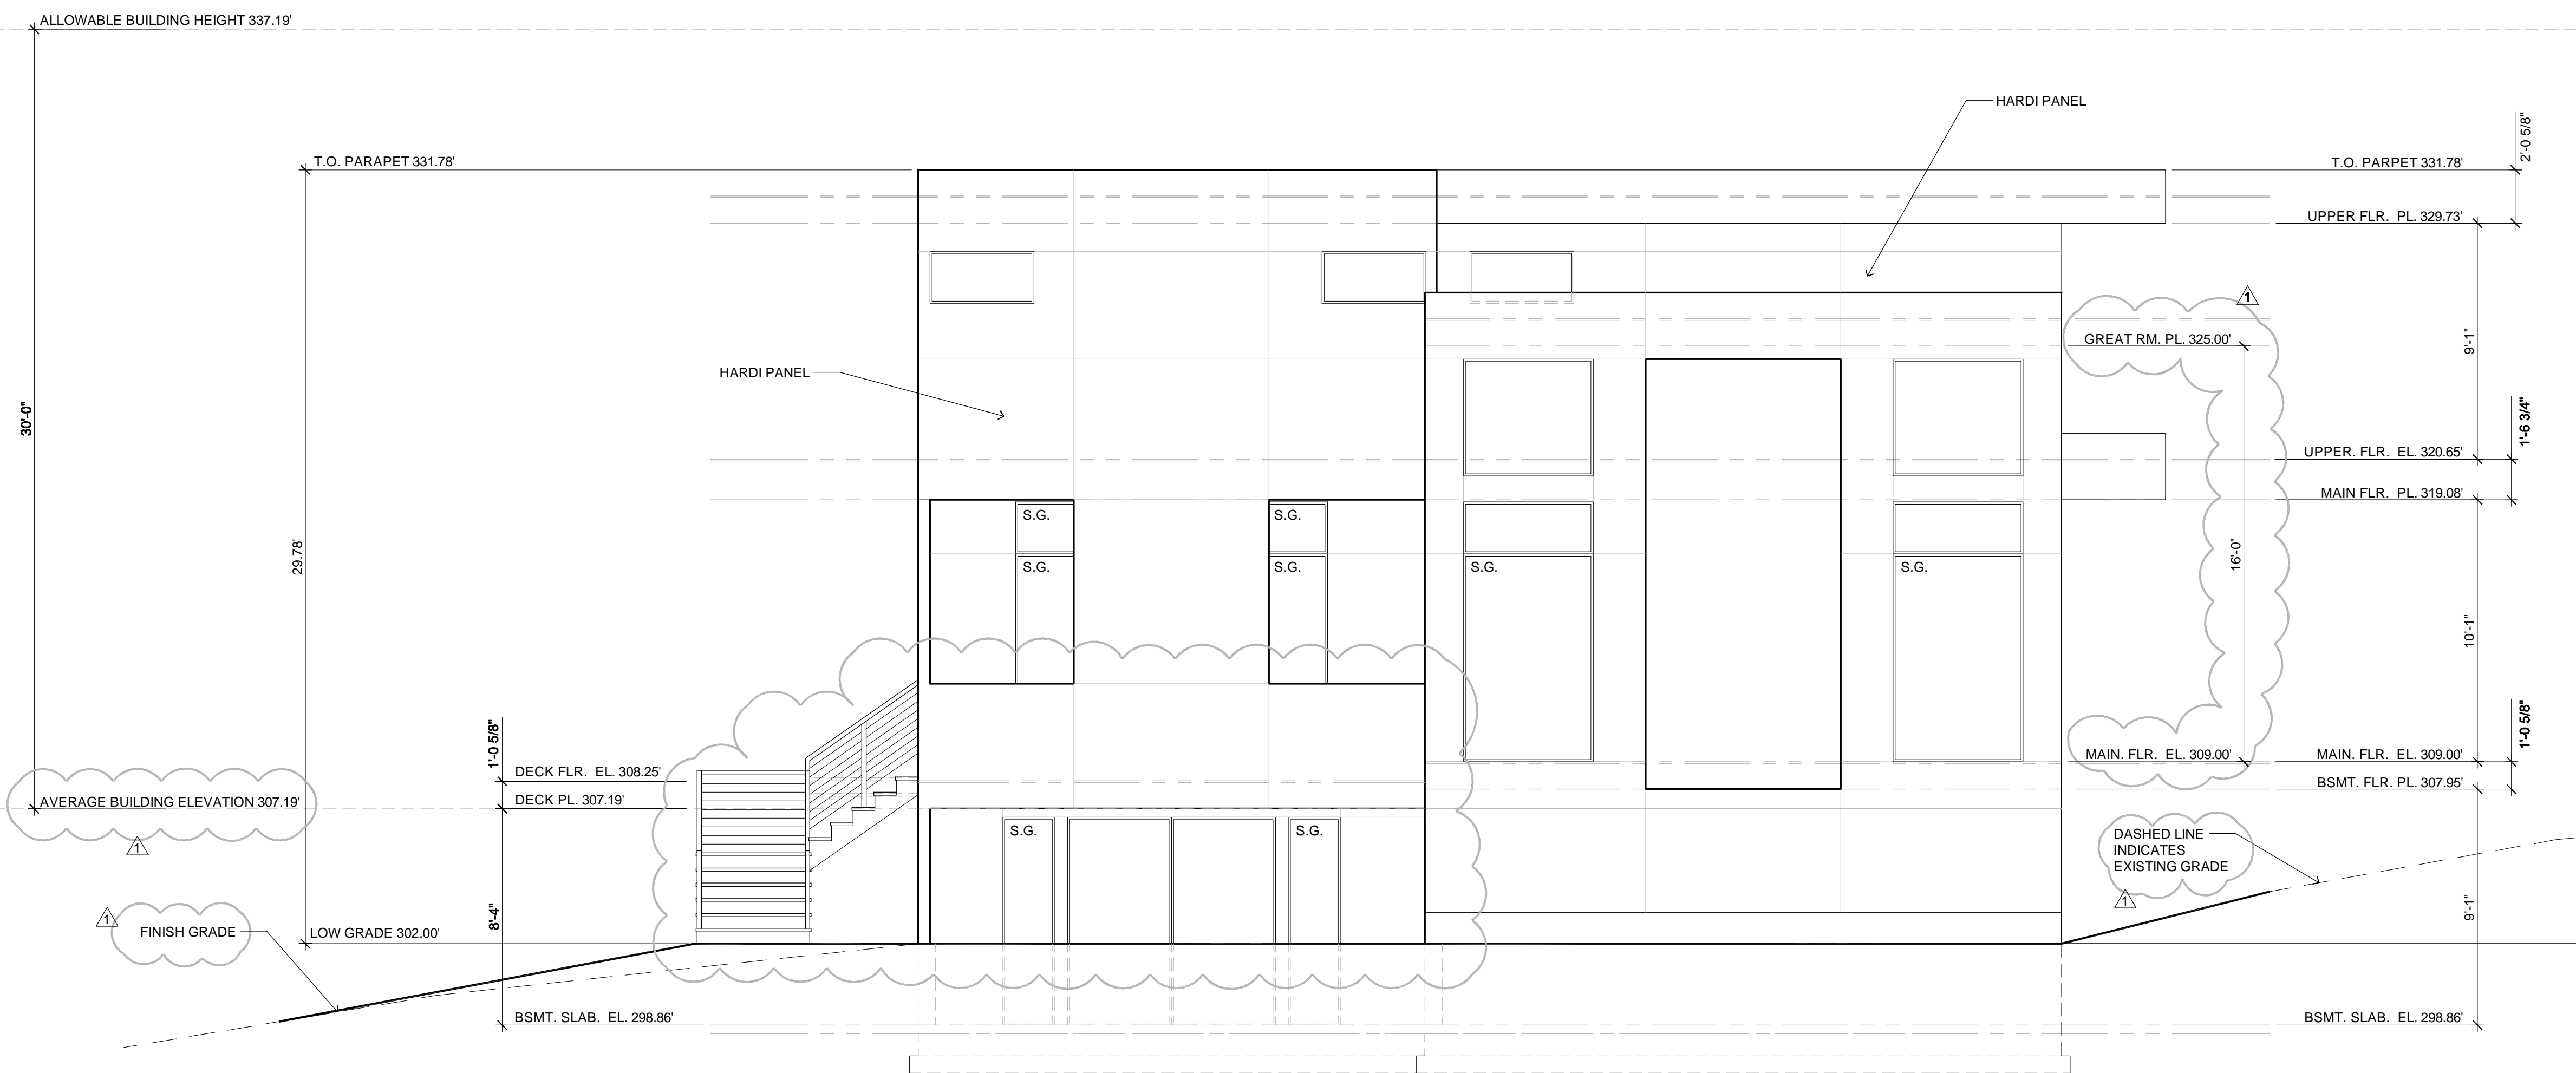 ALLOWABLE BUILDING HEIGHT 337.19'
HARDI PANEL
2'-0 5/8"
T.O. PARAPET 331.78'
T.O. PARPET 331.78'
UPPER FLR. PL. 329.73'
1
GREAT RM. PL. 325.00'
9'-1"
HARDI PANEL
30'-0"
1'-6 3/4"
UPPER. FLR. EL. 320.65'
MAIN FLR. PL. 319.08'
S.G.
S.G.
29.78'
16'-0"
S.G.
S.G.
S.G.
S.G.
10'-1"
1'-0 5/8"
1'-0 5/8"
MAIN. FLR. EL. 309.00'
MAIN. FLR. EL. 309.00'
DECK FLR. EL. 308.25'
BSMT. FLR. PL. 307.95'
AVERAGE BUILDING ELEVATION 307.19'
DECK PL. 307.19'
S.G.
S.G.
1
DASHED LINE
INDICATES
EXISTING GRADE
1
1
8'-4"
9'-1"
FINISH GRADE
LOW GRADE 302.00'
BSMT. SLAB. EL. 298.86'
BSMT. SLAB. EL. 298.86'